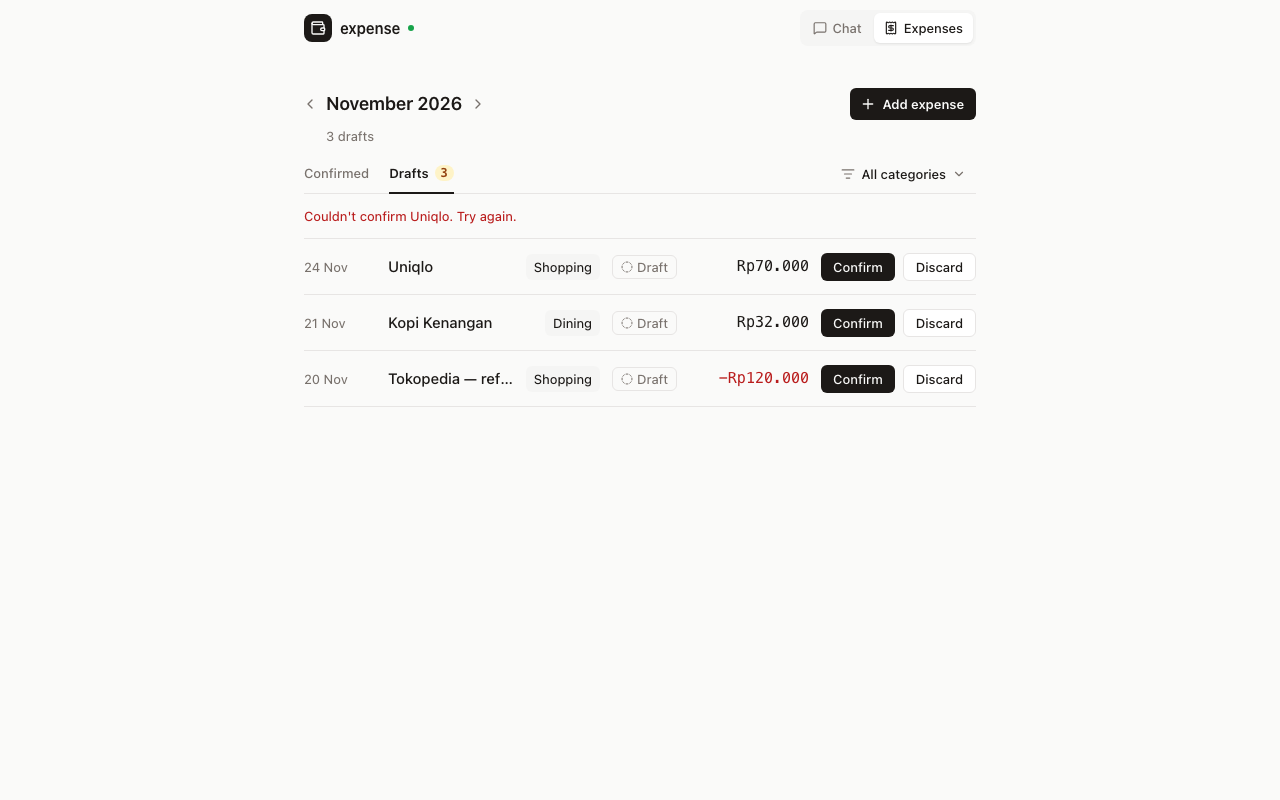 expense
Chat
Expenses
November 2026
Add expense
3 drafts
Confirmed
Drafts 3
All categories
Couldn't confirm Uniqlo. Try again.
24 Nov Uniqlo Shopping Draft Rp70.000 Confirm Discard
21 Nov Kopi Kenangan Dining Draft Rp32.000 Confirm Discard
20 Nov Tokopedia — ref... Shopping Draft −Rp120.000 Confirm Discard